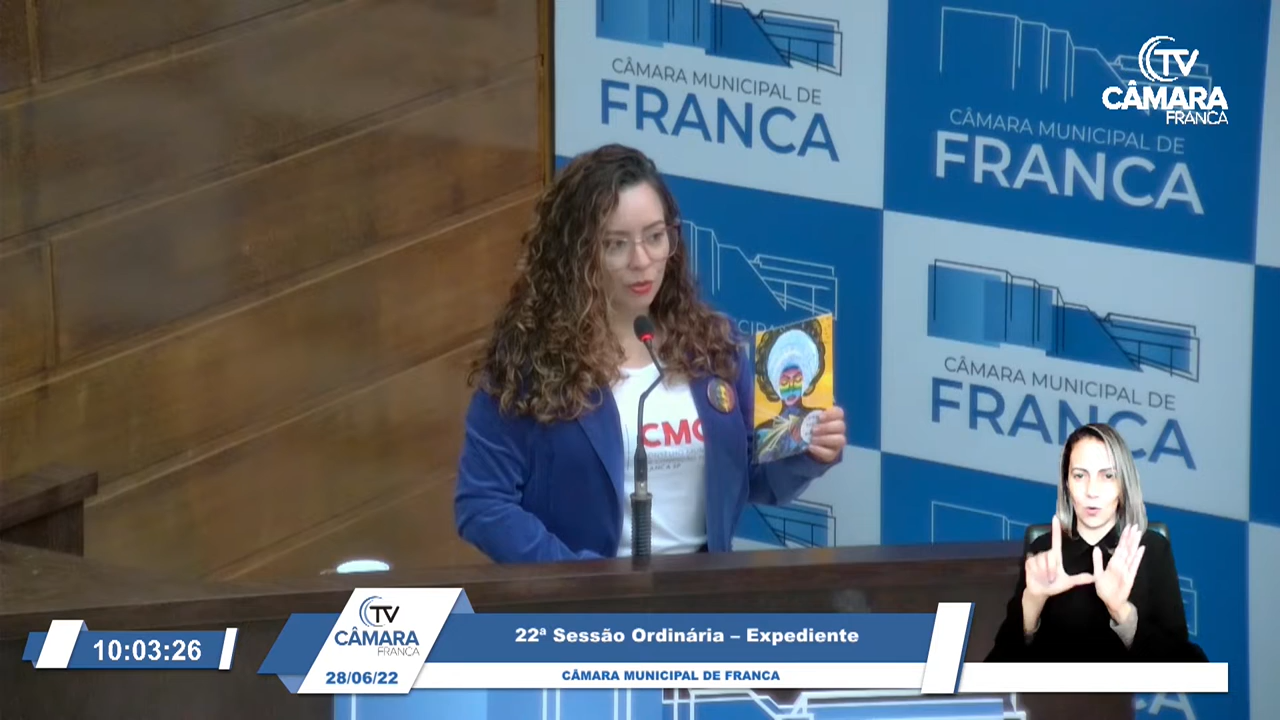 CÂMARA MUNICIPAL DE
FRANCA
TV
CÂMARA
FRANCA
CÂMARA MUNICIPAL DE
FRANCA
CÂMARA MUNICIPAL DE
FRANCA
CMC
TV
CÂMARA
FRANCA
28/06/22
10:03:26
22ª Sessão Ordinária – Expediente
CÂMARA MUNICIPAL DE FRANCA